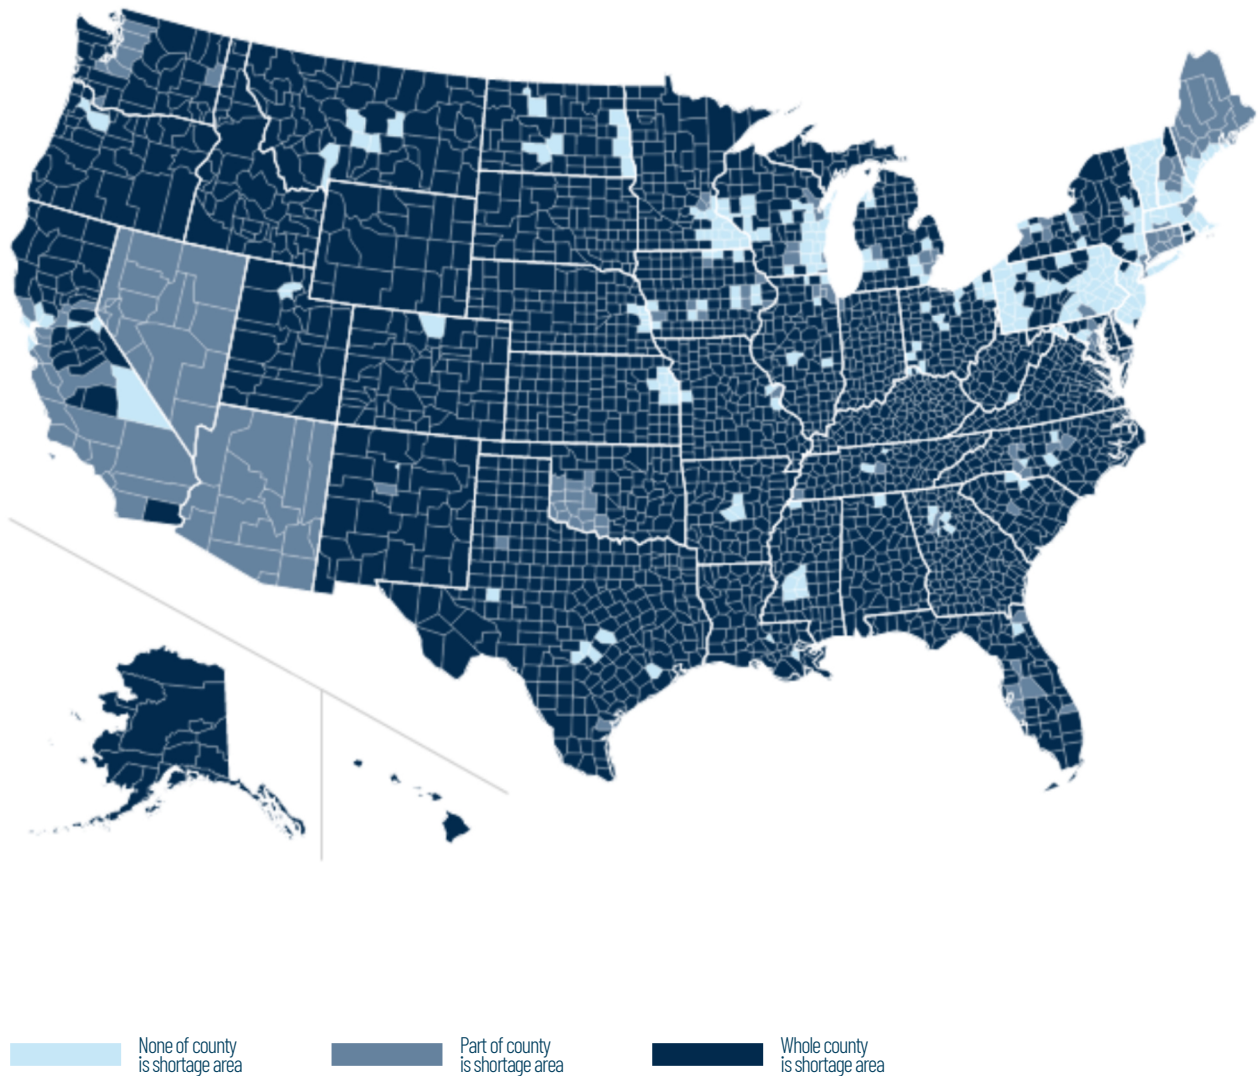 None of county
is shortage area
Part of county
is shortage area
Whole county
is shortage area